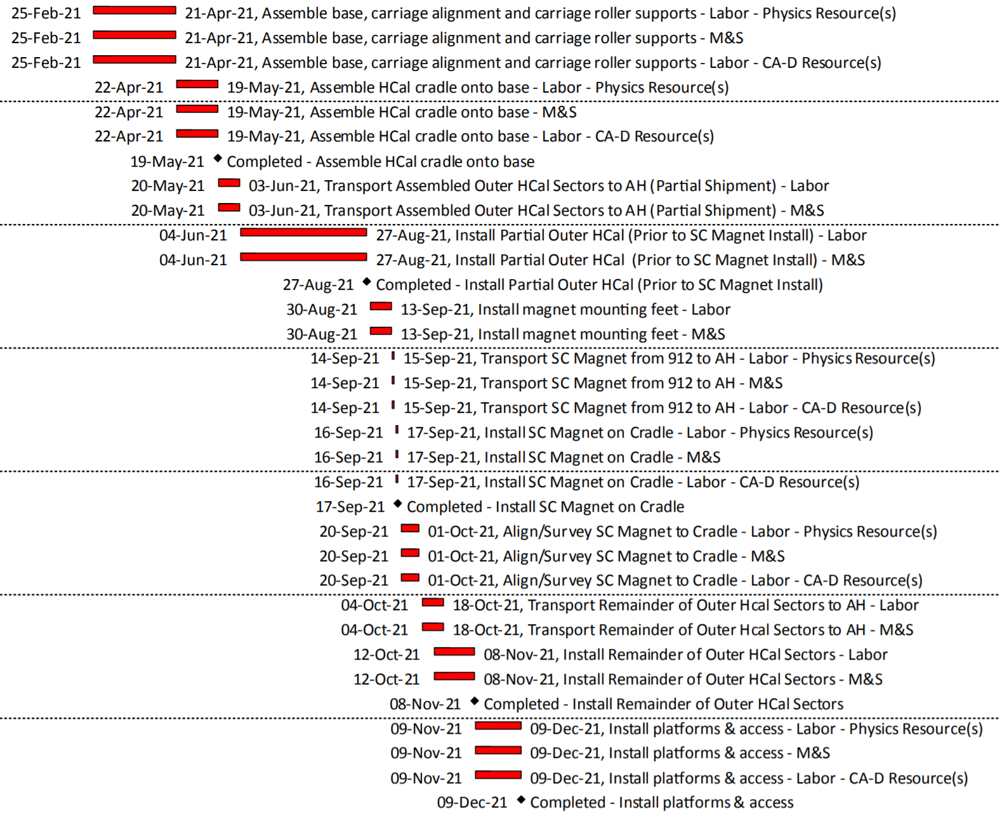 25-Feb-21 21-Apr-21, Assemble base, carriage alignment and carriage roller supports - Labor - Physics Resource(s)
25-Feb-21 21-Apr-21, Assemble base, carriage alignment and carriage roller supports - M&S
25-Feb-21 21-Apr-21, Assemble base, carriage alignment and carriage roller supports - Labor - CA-D Resource(s)
22-Apr-21 19-May-21, Assemble HCal cradle onto base - Labor - Physics Resource(s)
22-Apr-21 19-May-21, Assemble HCal cradle onto base - M&S
22-Apr-21 19-May-21, Assemble HCal cradle onto base - Labor - CA-D Resource(s)
19-May-21 Completed - Assemble HCal cradle onto base
20-May-21 03-Jun-21, Transport Assembled Outer HCal Sectors to AH (Partial Shipment) - Labor
20-May-21 03-Jun-21, Transport Assembled Outer HCal Sectors to AH (Partial Shipment) - M&S
04-Jun-21 27-Aug-21, Install Partial Outer HCal (Prior to SC Magnet Install) - Labor
04-Jun-21 27-Aug-21, Install Partial Outer HCal (Prior to SC Magnet Install) - M&S
27-Aug-21 Completed - Install Partial Outer HCal (Prior to SC Magnet Install)
30-Aug-21 13-Sep-21, Install magnet mounting feet - Labor
30-Aug-21 13-Sep-21, Install magnet mounting feet - M&S
14-Sep-21 15-Sep-21, Transport SC Magnet from 912 to AH - Labor - Physics Resource(s)
14-Sep-21 15-Sep-21, Transport SC Magnet from 912 to AH - M&S
14-Sep-21 15-Sep-21, Transport SC Magnet from 912 to AH - Labor - CA-D Resource(s)
16-Sep-21 17-Sep-21, Install SC Magnet on Cradle - Labor - Physics Resource(s)
16-Sep-21 17-Sep-21, Install SC Magnet on Cradle - M&S
16-Sep-21 17-Sep-21, Install SC Magnet on Cradle - Labor - CA-D Resource(s)
17-Sep-21 Completed - Install SC Magnet on Cradle
20-Sep-21 01-Oct-21, Align/Survey SC Magnet to Cradle - Labor - Physics Resource(s)
20-Sep-21 01-Oct-21, Align/Survey SC Magnet to Cradle - M&S
20-Sep-21 01-Oct-21, Align/Survey SC Magnet to Cradle - Labor - CA-D Resource(s)
04-Oct-21 18-Oct-21, Transport Remainder of Outer Hcal Sectors to AH - Labor
04-Oct-21 18-Oct-21, Transport Remainder of Outer Hcal Sectors to AH - M&S
12-Oct-21 08-Nov-21, Install Remainder of Outer HCal Sectors - Labor
12-Oct-21 08-Nov-21, Install Remainder of Outer HCal Sectors - M&S
08-Nov-21 Completed - Install Remainder of Outer HCal Sectors
09-Nov-21 09-Dec-21, Install platforms & access - Labor - Physics Resource(s)
09-Nov-21 09-Dec-21, Install platforms & access - M&S
09-Nov-21 09-Dec-21, Install platforms & access - Labor - CA-D Resource(s)
09-Dec-21 Completed - Install platforms & access